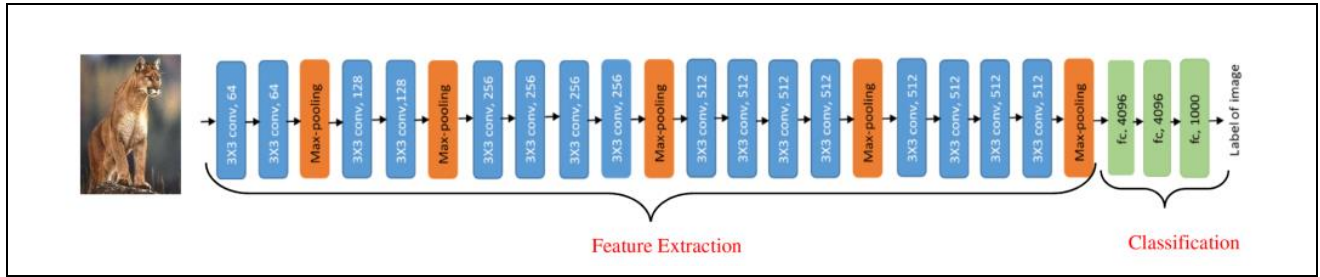 3X3 conv, 64
3X3 conv, 64
Max-pooling
3X3 conv, 128
3X3 conv,128
Max-pooling
3X3 conv, 256
3X3 conv, 256
3X3 conv, 256
3X3 conv, 256
Max-pooling
3X3 conv, 512
3X3 conv, 512
3X3 conv, 512
3X3 conv, 512
Max-pooling
3X3 conv, 512
3X3 conv, 512
3X3 conv, 512
3X3 conv, 512
Max-pooling
fc, 4096
fc, 4096
fc, 1000
Label of image
Feature Extraction
Classification